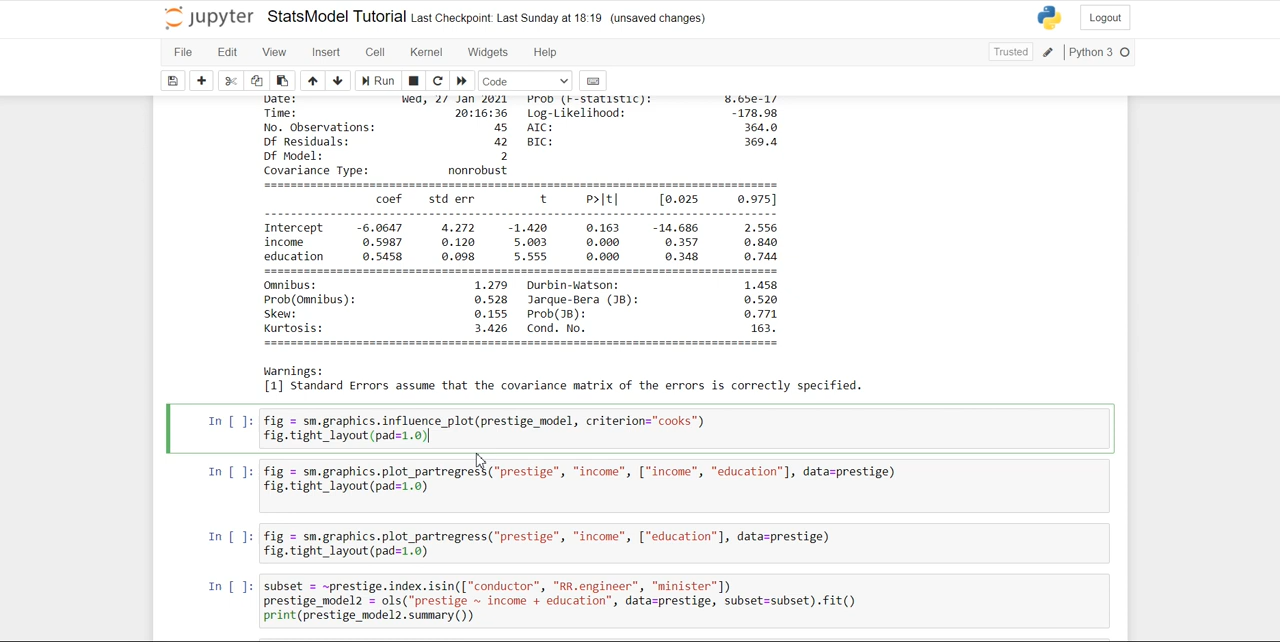 jupyter StatsModel Tutorial Last Checkpoint: Last Sunday at 18:19 (unsaved changes) Logout
File Edit View Insert Cell Kernel Widgets Help Trusted Python 3
Run Code
Date: Wed, 27 Jan 2021 Prob (F-statistic): 8.65e-17
Time: 20:16:36 Log-Likelihood: -178.98
No. Observations: 45 AIC: 364.0
Df Residuals: 42 BIC: 369.4
Df Model: 2
Covariance Type: nonrobust
==============================================================================
coef std err t P>|t| [0.025 0.975]
------------------------------------------------------------------------------
Intercept -6.0647 4.272 -1.420 0.163 -14.686 2.556
income 0.5987 0.120 5.003 0.000 0.357 0.840
education 0.5458 0.098 5.555 0.000 0.348 0.744
==============================================================================
Omnibus: 1.279 Durbin-Watson: 1.458
Prob(Omnibus): 0.528 Jarque-Bera (JB): 0.520
Skew: 0.155 Prob(JB): 0.771
Kurtosis: 3.426 Cond. No. 163.
==============================================================================
Warnings:
[1] Standard Errors assume that the covariance matrix of the errors is correctly specified.
In [ ]: fig = sm.graphics.influence_plot(prestige_model, criterion="cooks")
fig.tight_layout(pad=1.0)
In [ ]: fig = sm.graphics.plot_partregress("prestige", "income", ["income", "education"], data=prestige)
fig.tight_layout(pad=1.0)
In [ ]: fig = sm.graphics.plot_partregress("prestige", "income", ["education"], data=prestige)
fig.tight_layout(pad=1.0)
In [ ]: subset = ~prestige.index.isin(["conductor", "RR.engineer", "minister"])
prestige_model2 = ols("prestige ~ income + education", data=prestige, subset=subset).fit()
print(prestige_model2.summary())